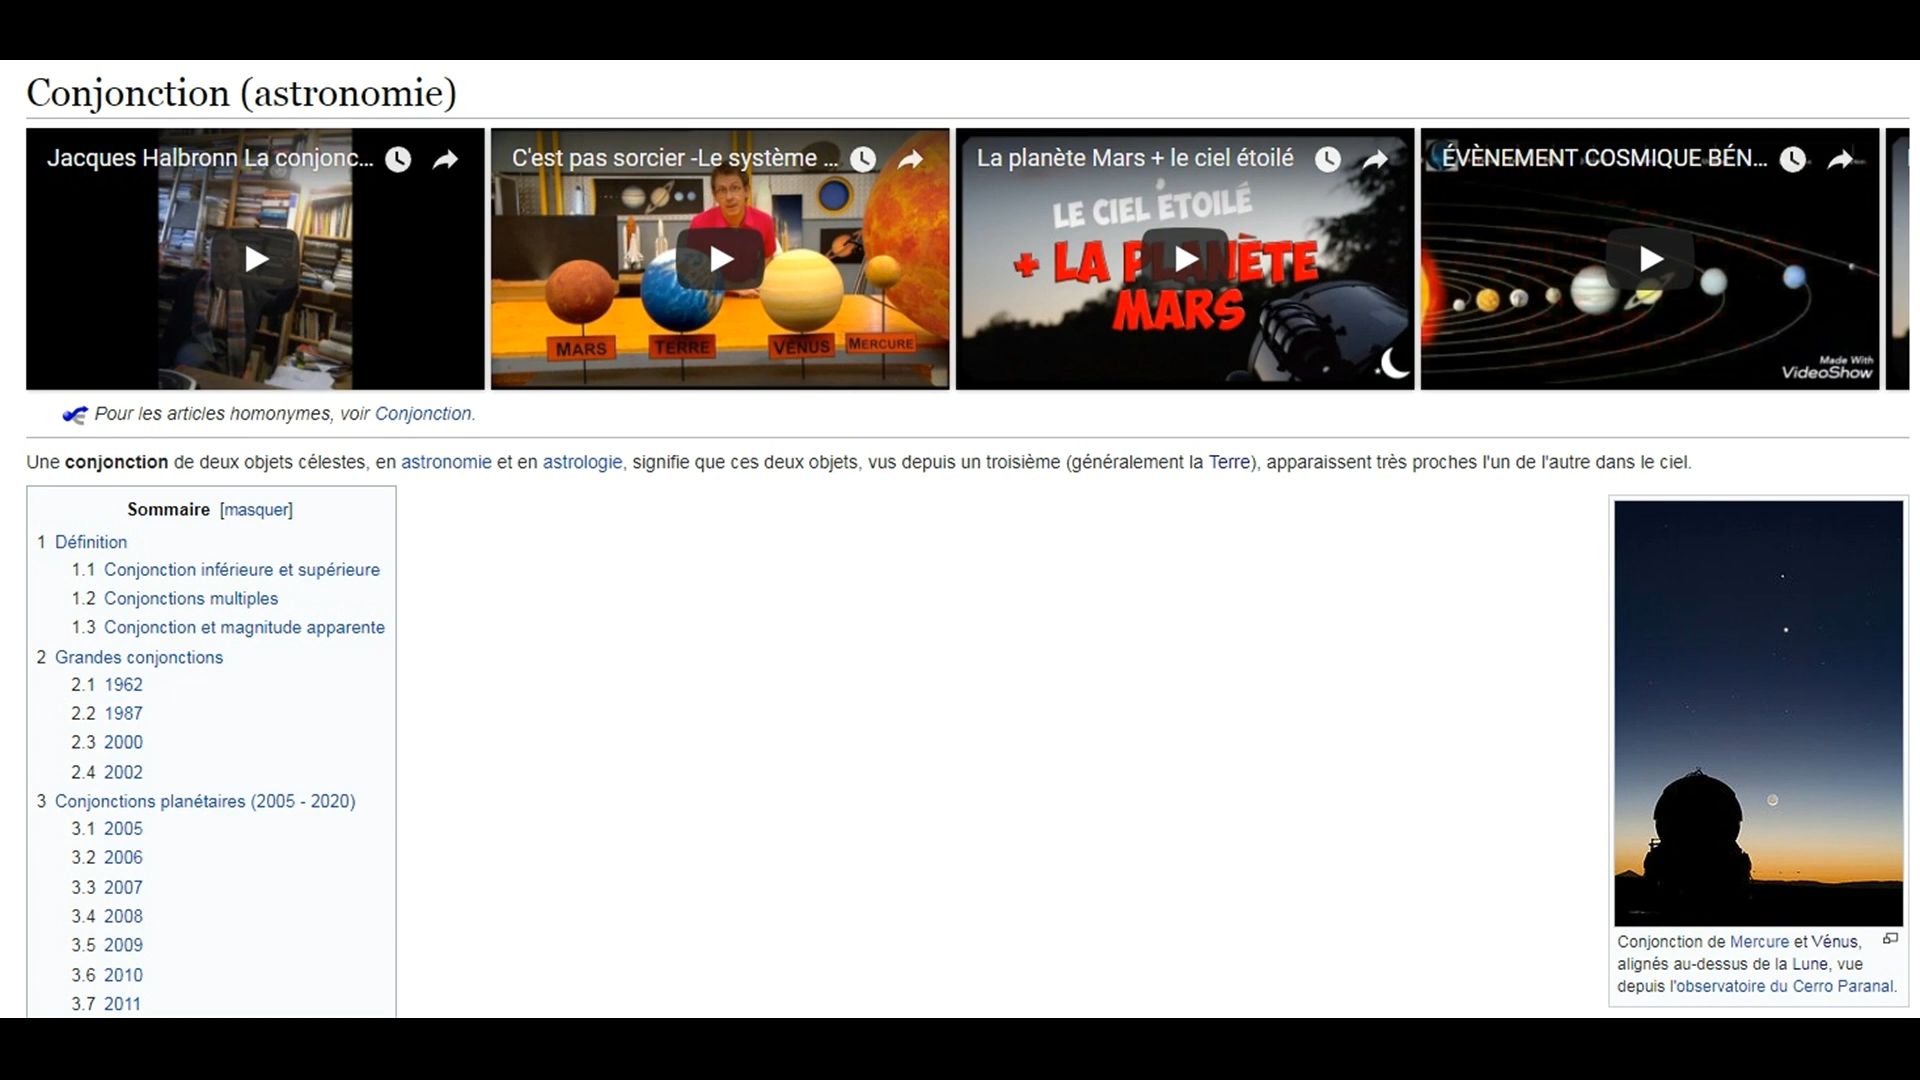 Conjonction (astronomie)
Jacques Halbronn La conjonc...
C'est pas sorcier -Le système ...
MARS
TERRE
VÉNUS
MERCURE
La planète Mars + le ciel étoilé
LE CIEL ÉTOILÉ
+ LA PLANÈTE
MARS
ÉVÈNEMENT COSMIQUE BÉN...
Made With
VideoShow
Pour les articles homonymes, voir Conjonction.
Une conjonction de deux objets célestes, en astronomie et en astrologie, signifie que ces deux objets, vus depuis un troisième (généralement la Terre), apparaissent très proches l'un de l'autre dans le ciel.
Sommaire [masquer]
1 Définition
1.1 Conjonction inférieure et supérieure
1.2 Conjonctions multiples
1.3 Conjonction et magnitude apparente
2 Grandes conjonctions
2.1 1962
2.2 1987
2.3 2000
2.4 2002
3 Conjonctions planétaires (2005 - 2020)
3.1 2005
3.2 2006
3.3 2007
3.4 2008
3.5 2009
3.6 2010
3.7 2011
Conjonction de Mercure et Vénus,
alignés au-dessus de la Lune, vue
depuis l'observatoire du Cerro Paranal.